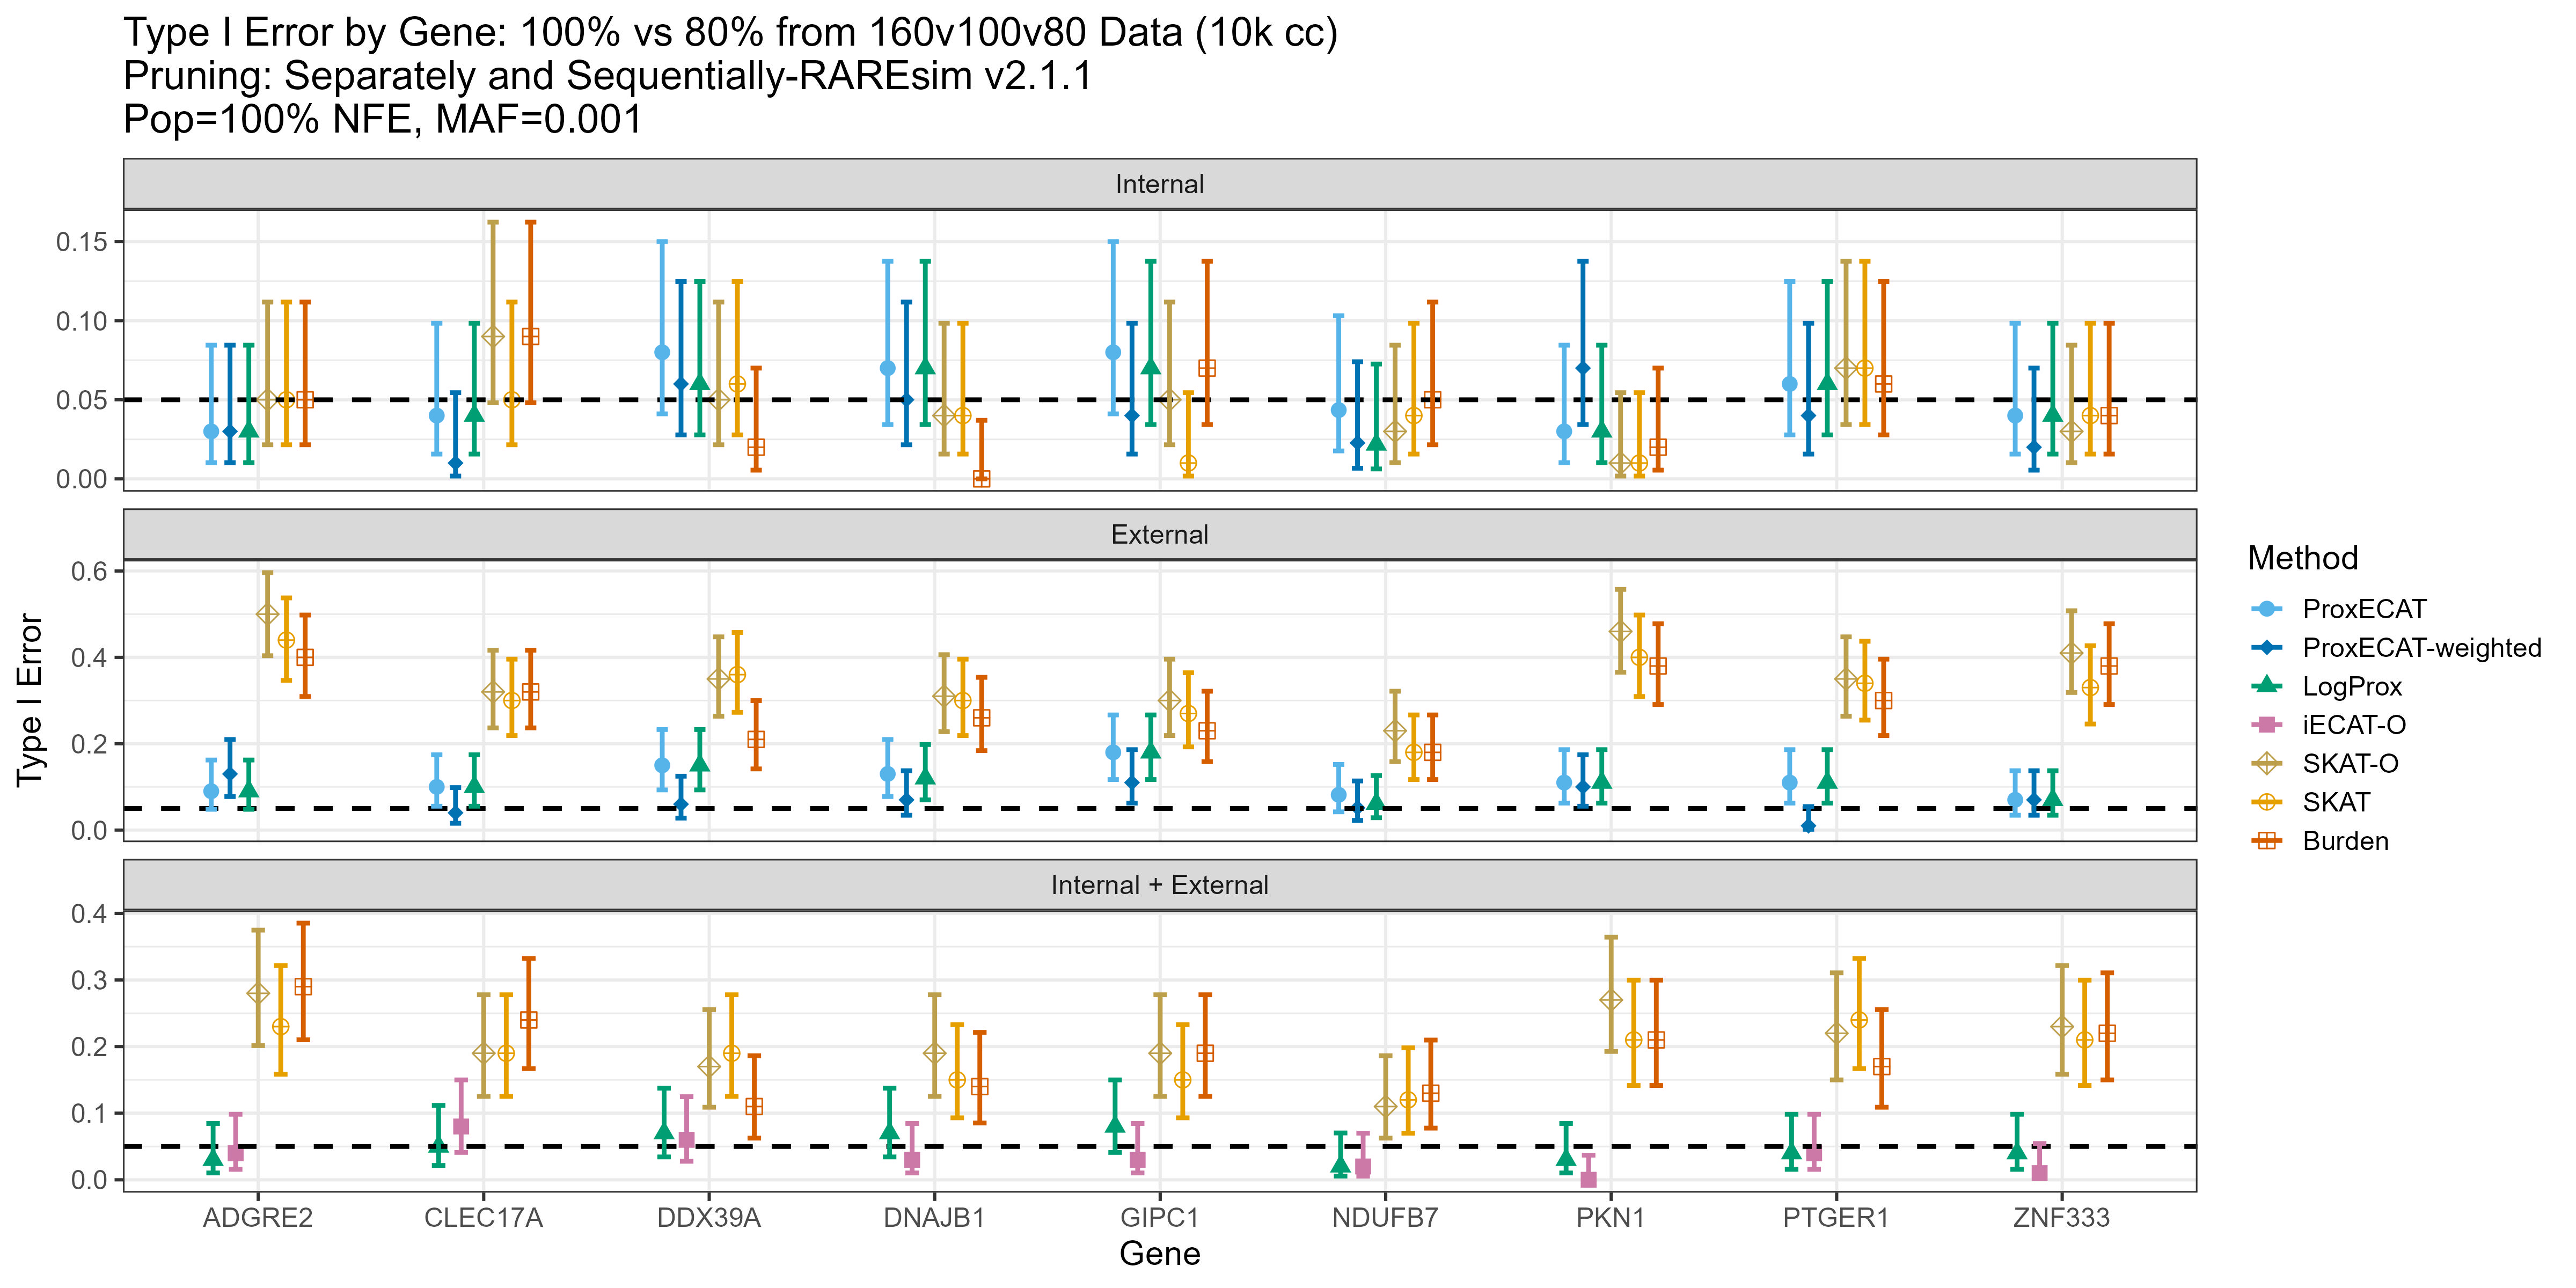 Type I Error by Gene: 100% vs 80% from 160v100v80 Data (10k cc)
Pruning: Separately and Sequentially-RAREsim v2.1.1
Pop=100% NFE, MAF=0.001
Internal
0.15
0.10
0.05
0.00
External
0.6
0.4
0.2
0.0
Internal + External
0.4
0.3
0.2
0.1
0.0
Type I Error
ADGRE2 CLEC17A DDX39A DNAJB1 GIPC1 NDUFB7 PKN1 PTGER1 ZNF333
Gene
Method
ProxECAT
ProxECAT-weighted
LogProx
iECAT-O
SKAT-O
SKAT
Burden